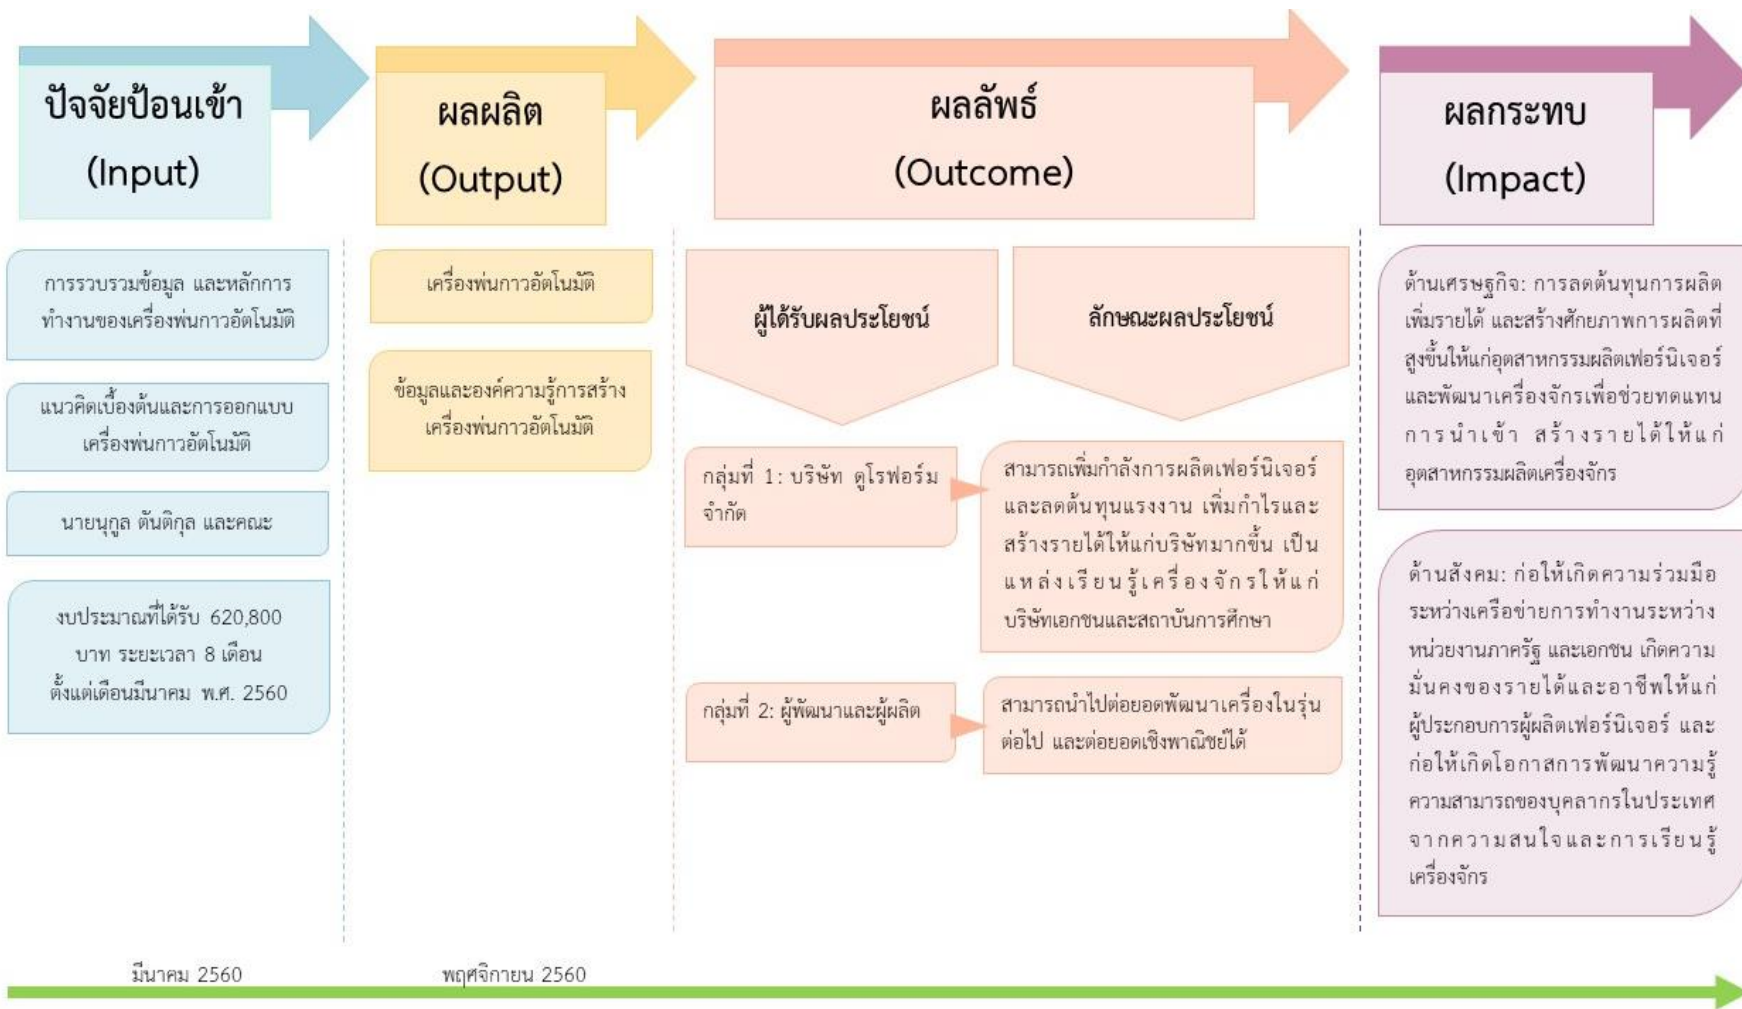 ปัจจัยป้อนเข้า
(Input)
การรวบรวมข้อมูล และหลักการ
ทำงานของเครื่องพ่นกาวอัตโนมัติ
แนวคิดเบื้องต้นและการออกแบบ
เครื่องพ่นกาวอัตโนมัติ
นายนุกูล ตันติกุล และคณะ
งบประมาณที่ได้รับ 620,800
บาท ระยะเวลา 8 เดือน
ตั้งแต่เดือนมีนาคม พ.ศ. 2560
ผลผลิต
(Output)
เครื่องพ่นกาวอัตโนมัติ
ข้อมูลและองค์ความรู้การสร้าง
เครื่องพ่นกาวอัตโนมัติ
ผลลัพธ์
(Outcome)
ผู้ได้รับผลประโยชน์
ลักษณะผลประโยชน์
กลุ่มที่ 1: บริษัท ดูโรฟอร์ม
จำกัด
สามารถเพิ่มกำลังการผลิตเฟอร์นิเจอร์
และลดต้นทุนแรงงาน เพิ่มกำไรและ
สร้างรายได้ให้แก่บริษัทมากขึ้น เป็น
แหล่งเรียนรู้เครื่องจักรให้แก่
บริษัทเอกชนและสถาบันการศึกษา
กลุ่มที่ 2: ผู้พัฒนาและผู้ผลิต
สามารถนำไปต่อยอดพัฒนาเครื่องในรุ่น
ต่อไป และต่อยอดเชิงพาณิชย์ได้
ผลกระทบ
(Impact)
ด้านเศรษฐกิจ: การลดต้นทุนการผลิต
เพิ่มรายได้ และสร้างศักยภาพการผลิตที่
สูงขึ้นให้แก่อุตสาหกรรมผลิตเฟอร์นิเจอร์
และพัฒนาเครื่องจักรเพื่อช่วยทดแทน
การนำเข้า สร้างรายได้ให้แก่
อุตสาหกรรมผลิตเครื่องจักร
ด้านสังคม: ก่อให้เกิดความร่วมมือ
ระหว่างเครือข่ายการทำงานระหว่าง
หน่วยงานภาครัฐ และเอกชน เกิดความ
มั่นคงของรายได้และอาชีพให้แก่
ผู้ประกอบการผู้ผลิตเฟอร์นิเจอร์ และ
ก่อให้เกิดโอกาสการพัฒนาความรู้
ความสามารถของบุคลากรในประเทศ
จากความสนใจและการเรียนรู้
เครื่องจักร
มีนาคม 2560
พฤศจิกายน 2560